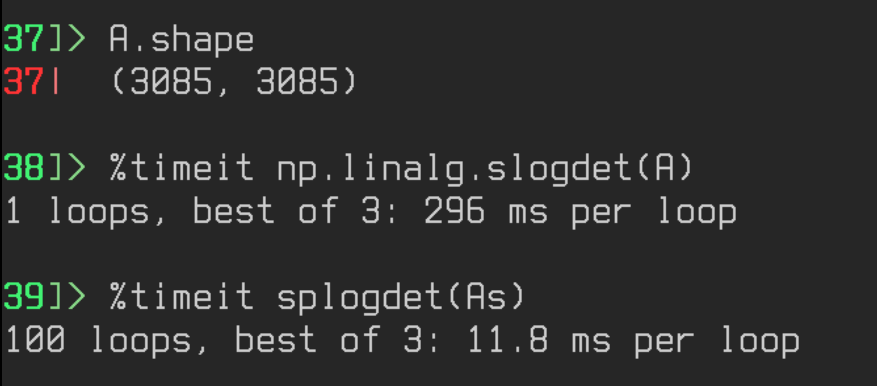 37]> A.shape
37|  (3085, 3085)
38]> %timeit np.linalg.slogdet(A)
1 loops, best of 3: 296 ms per loop
39]> %timeit splogdet(As)
100 loops, best of 3: 11.8 ms per loop